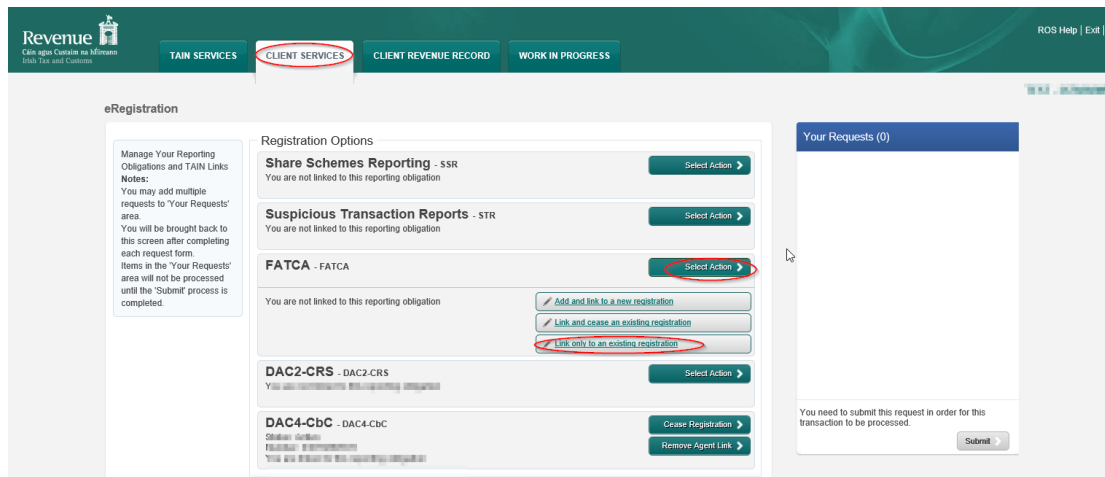 Revenue
Cáin agus Custaim na hÉireann
Irish Tax and Customs
TAIN SERVICES
CLIENT SERVICES
CLIENT REVENUE RECORD
WORK IN PROGRESS
ROS Help | Exit |
eRegistration
Manage Your Reporting
Obligations and TAIN Links
Notes:
You may add multiple
requests to 'Your Requests'
area.
You will be brought back to
this screen after completing
each request form.
Items in the 'Your Requests'
area will not be processed
until the 'Submit' process is
completed.
Registration Options
Share Schemes Reporting - SSR
You are not linked to this reporting obligation
Select Action
Suspicious Transaction Reports - STR
You are not linked to this reporting obligation
Select Action
FATCA - FATCA
Select Action
You are not linked to this reporting obligation
Add and link to a new registration
Link and cease an existing registration
Link only to an existing registration
DAC2-CRS - DAC2-CRS
Select Action
DAC4-CbC - DAC4-CbC
Cease Registration
Remove Agent Link
Your Requests (0)
You need to submit this request in order for this
transaction to be processed.
Submit